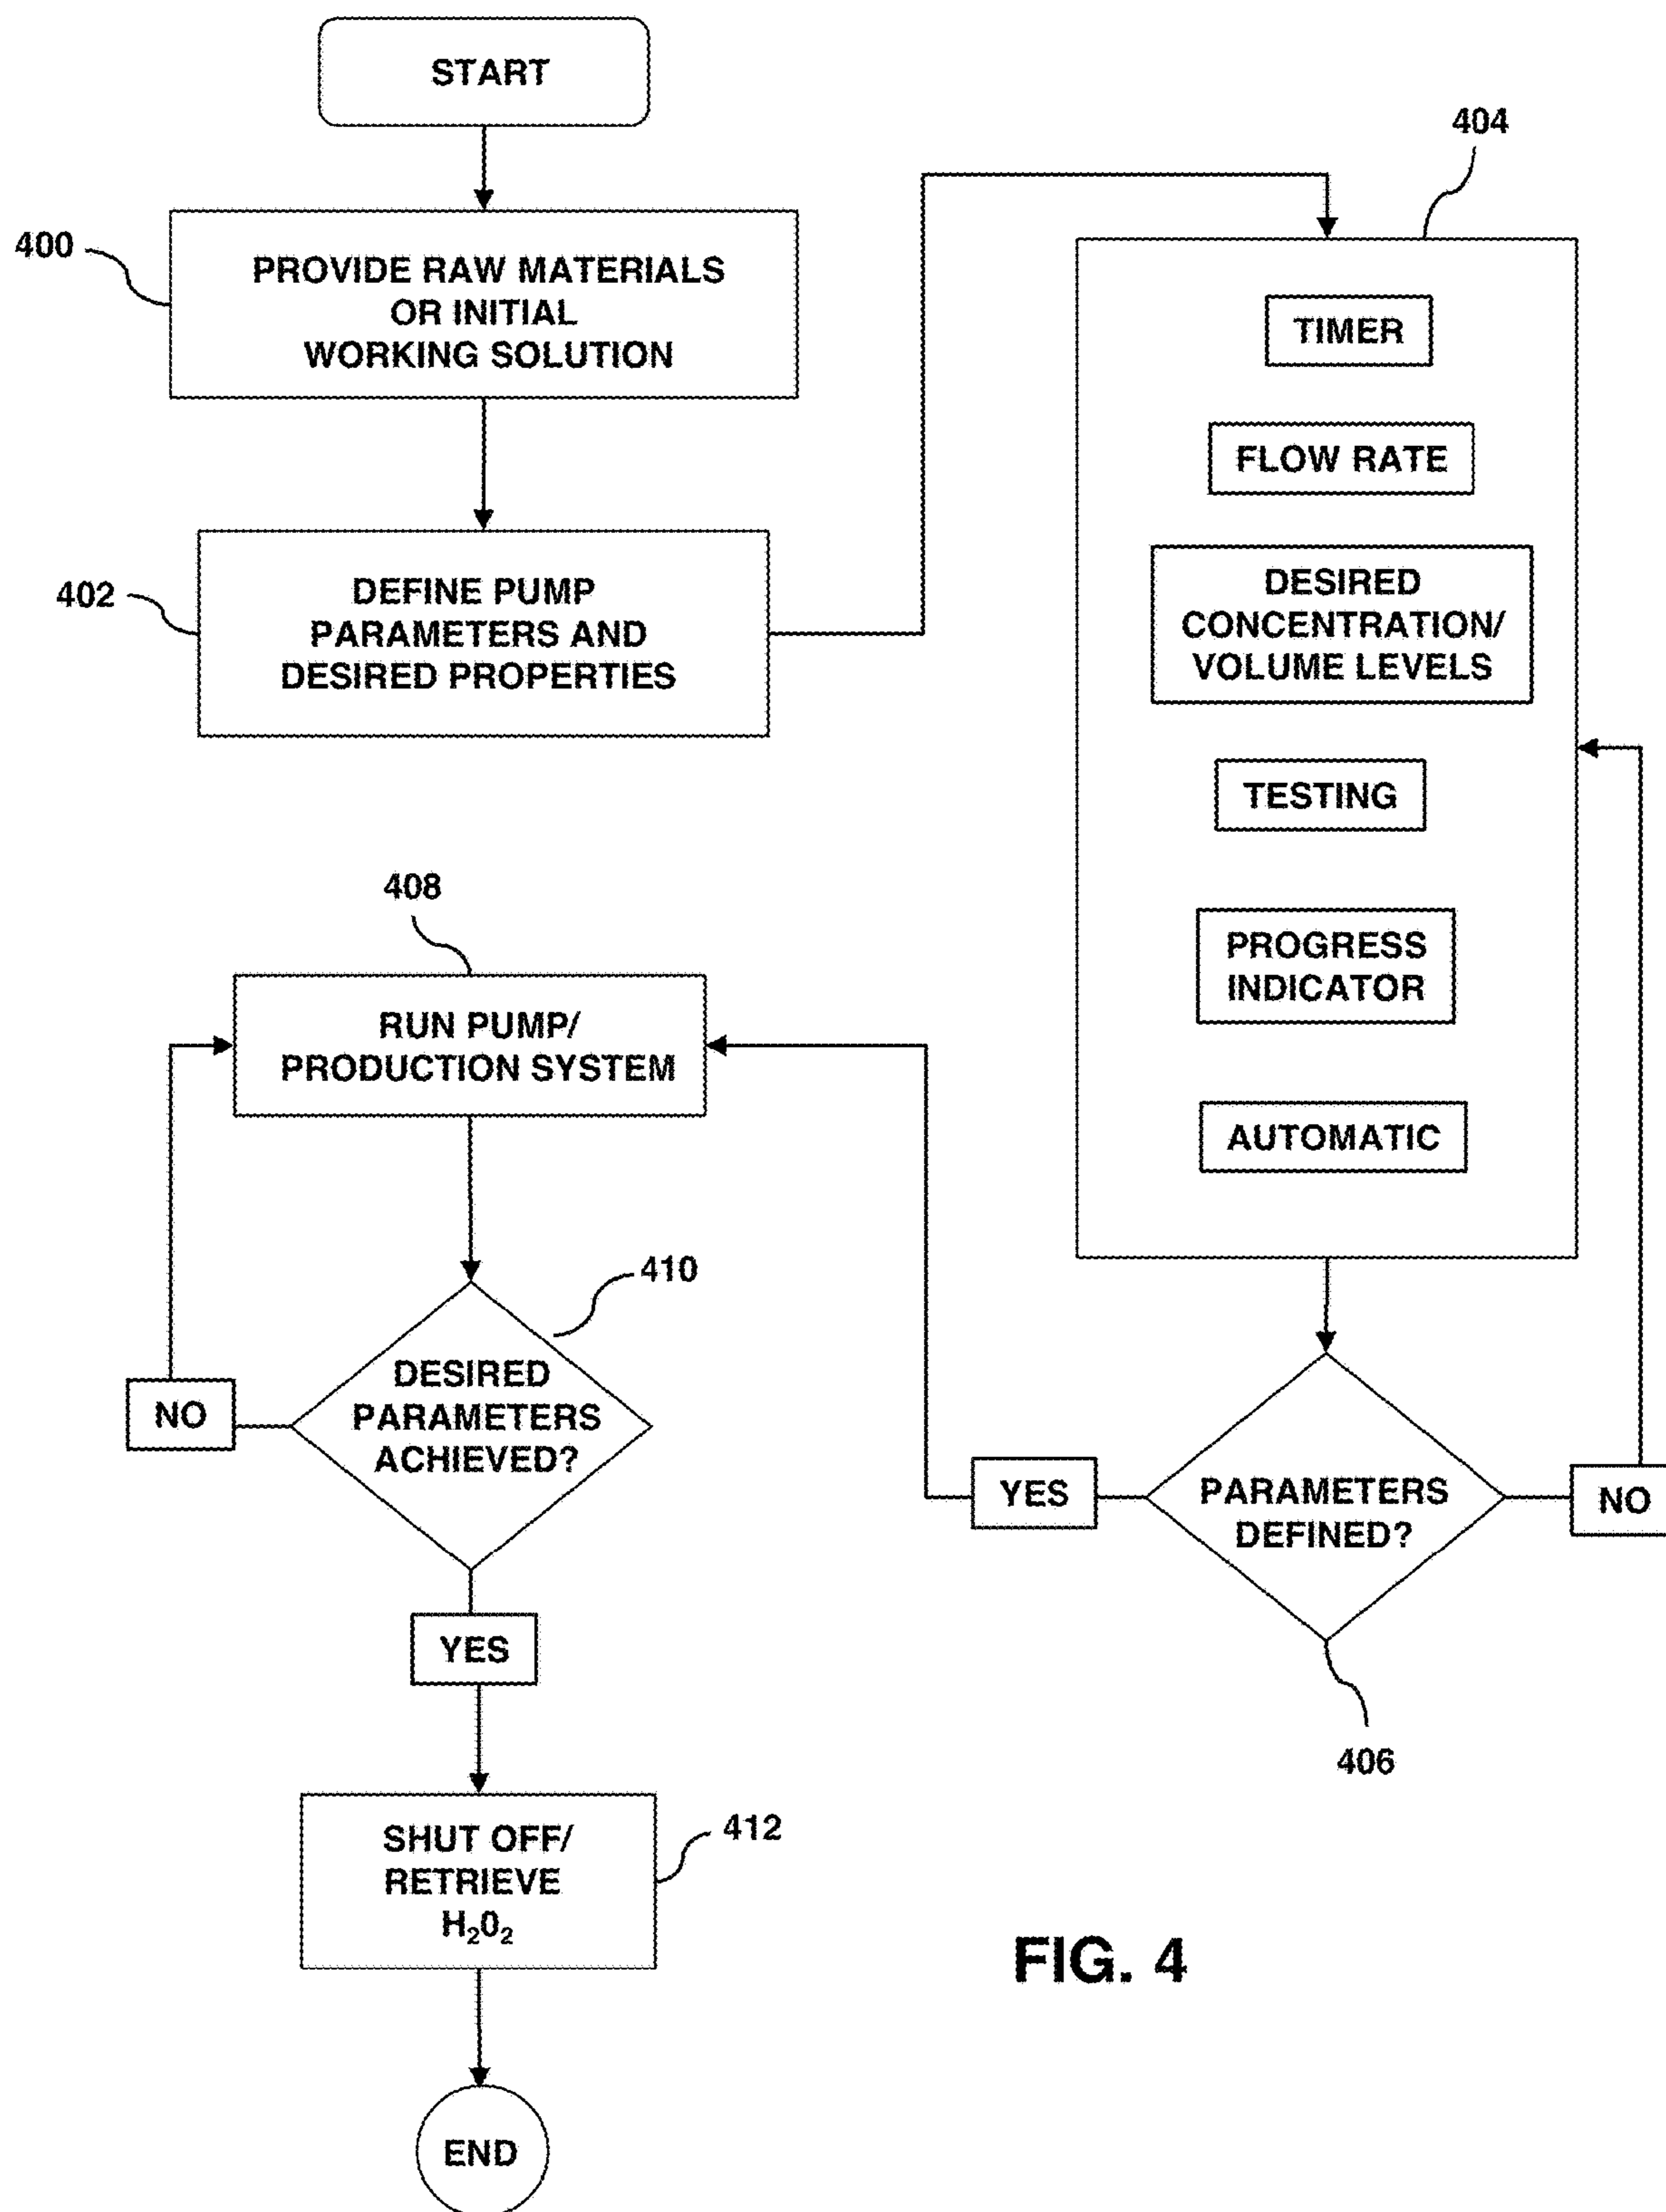 START
400
PROVIDE RAW MATERIALS
OR INITIAL
WORKING SOLUTION
402
DEFINE PUMP
PARAMETERS AND
DESIRED PROPERTIES
404
TIMER
FLOW RATE
DESIRED
CONCENTRATION/
VOLUME LEVELS
TESTING
PROGRESS
INDICATOR
AUTOMATIC
406
PARAMETERS
DEFINED?
YES
NO
408
RUN PUMP/
PRODUCTION SYSTEM
410
DESIRED
PARAMETERS
ACHIEVED?
NO
YES
412
SHUT OFF/
RETRIEVE
H₂0₂
END
FIG. 4